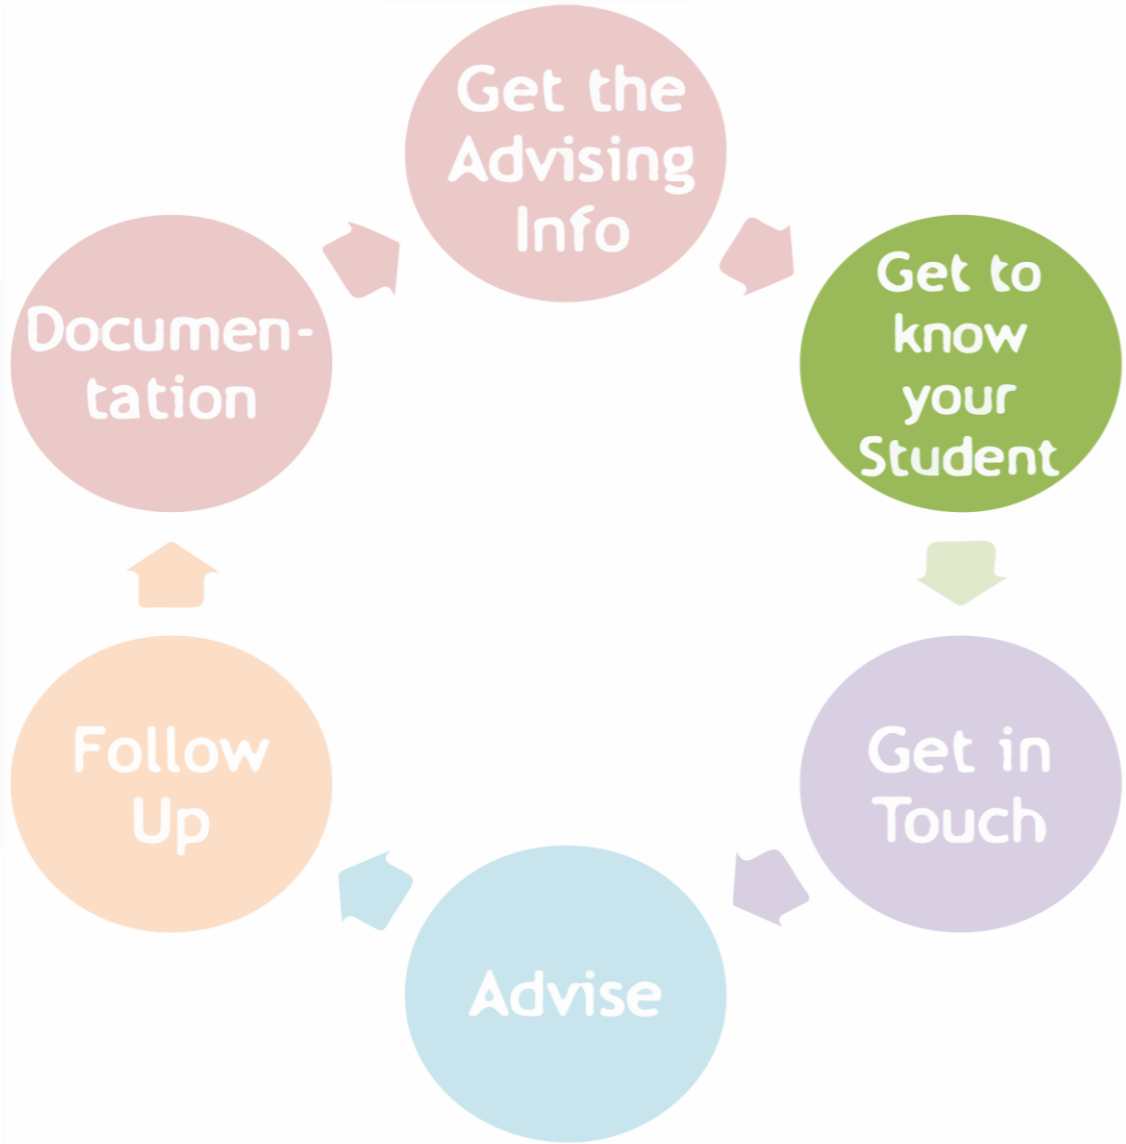 Get the
Advising
Info
Get to
know
your
Student
Get in
Touch
Advise
Follow
Up
Documen-
tation